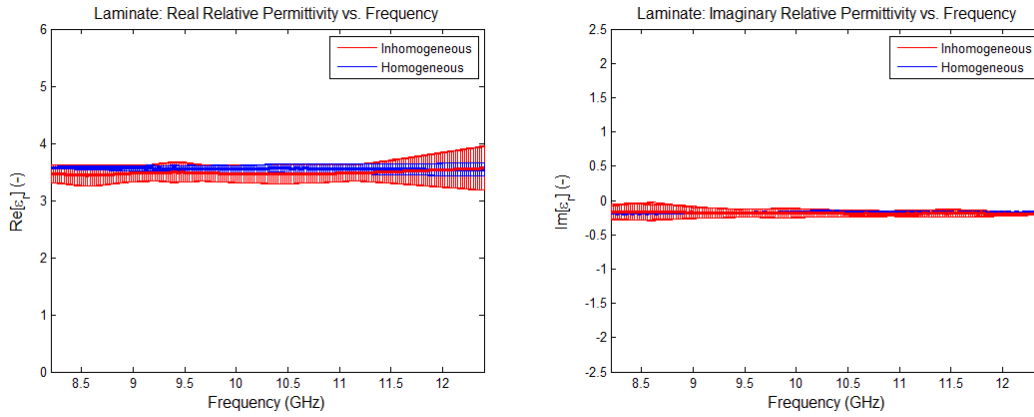 Laminate: Real Relative Permittivity vs. Frequency
6
5
4
3
2
1
0
Re[εr] (-)
Inhomogeneous
Homogeneous
8.5 9 9.5 10 10.5 11 11.5 12
Frequency (GHz)
Laminate: Imaginary Relative Permittivity vs. Frequency
2.5
2
1.5
1
0.5
0
-0.5
-1
-1.5
-2
-2.5
Im[εr] (-)
Inhomogeneous
Homogeneous
8.5 9 9.5 10 10.5 11 11.5 12
Frequency (GHz)